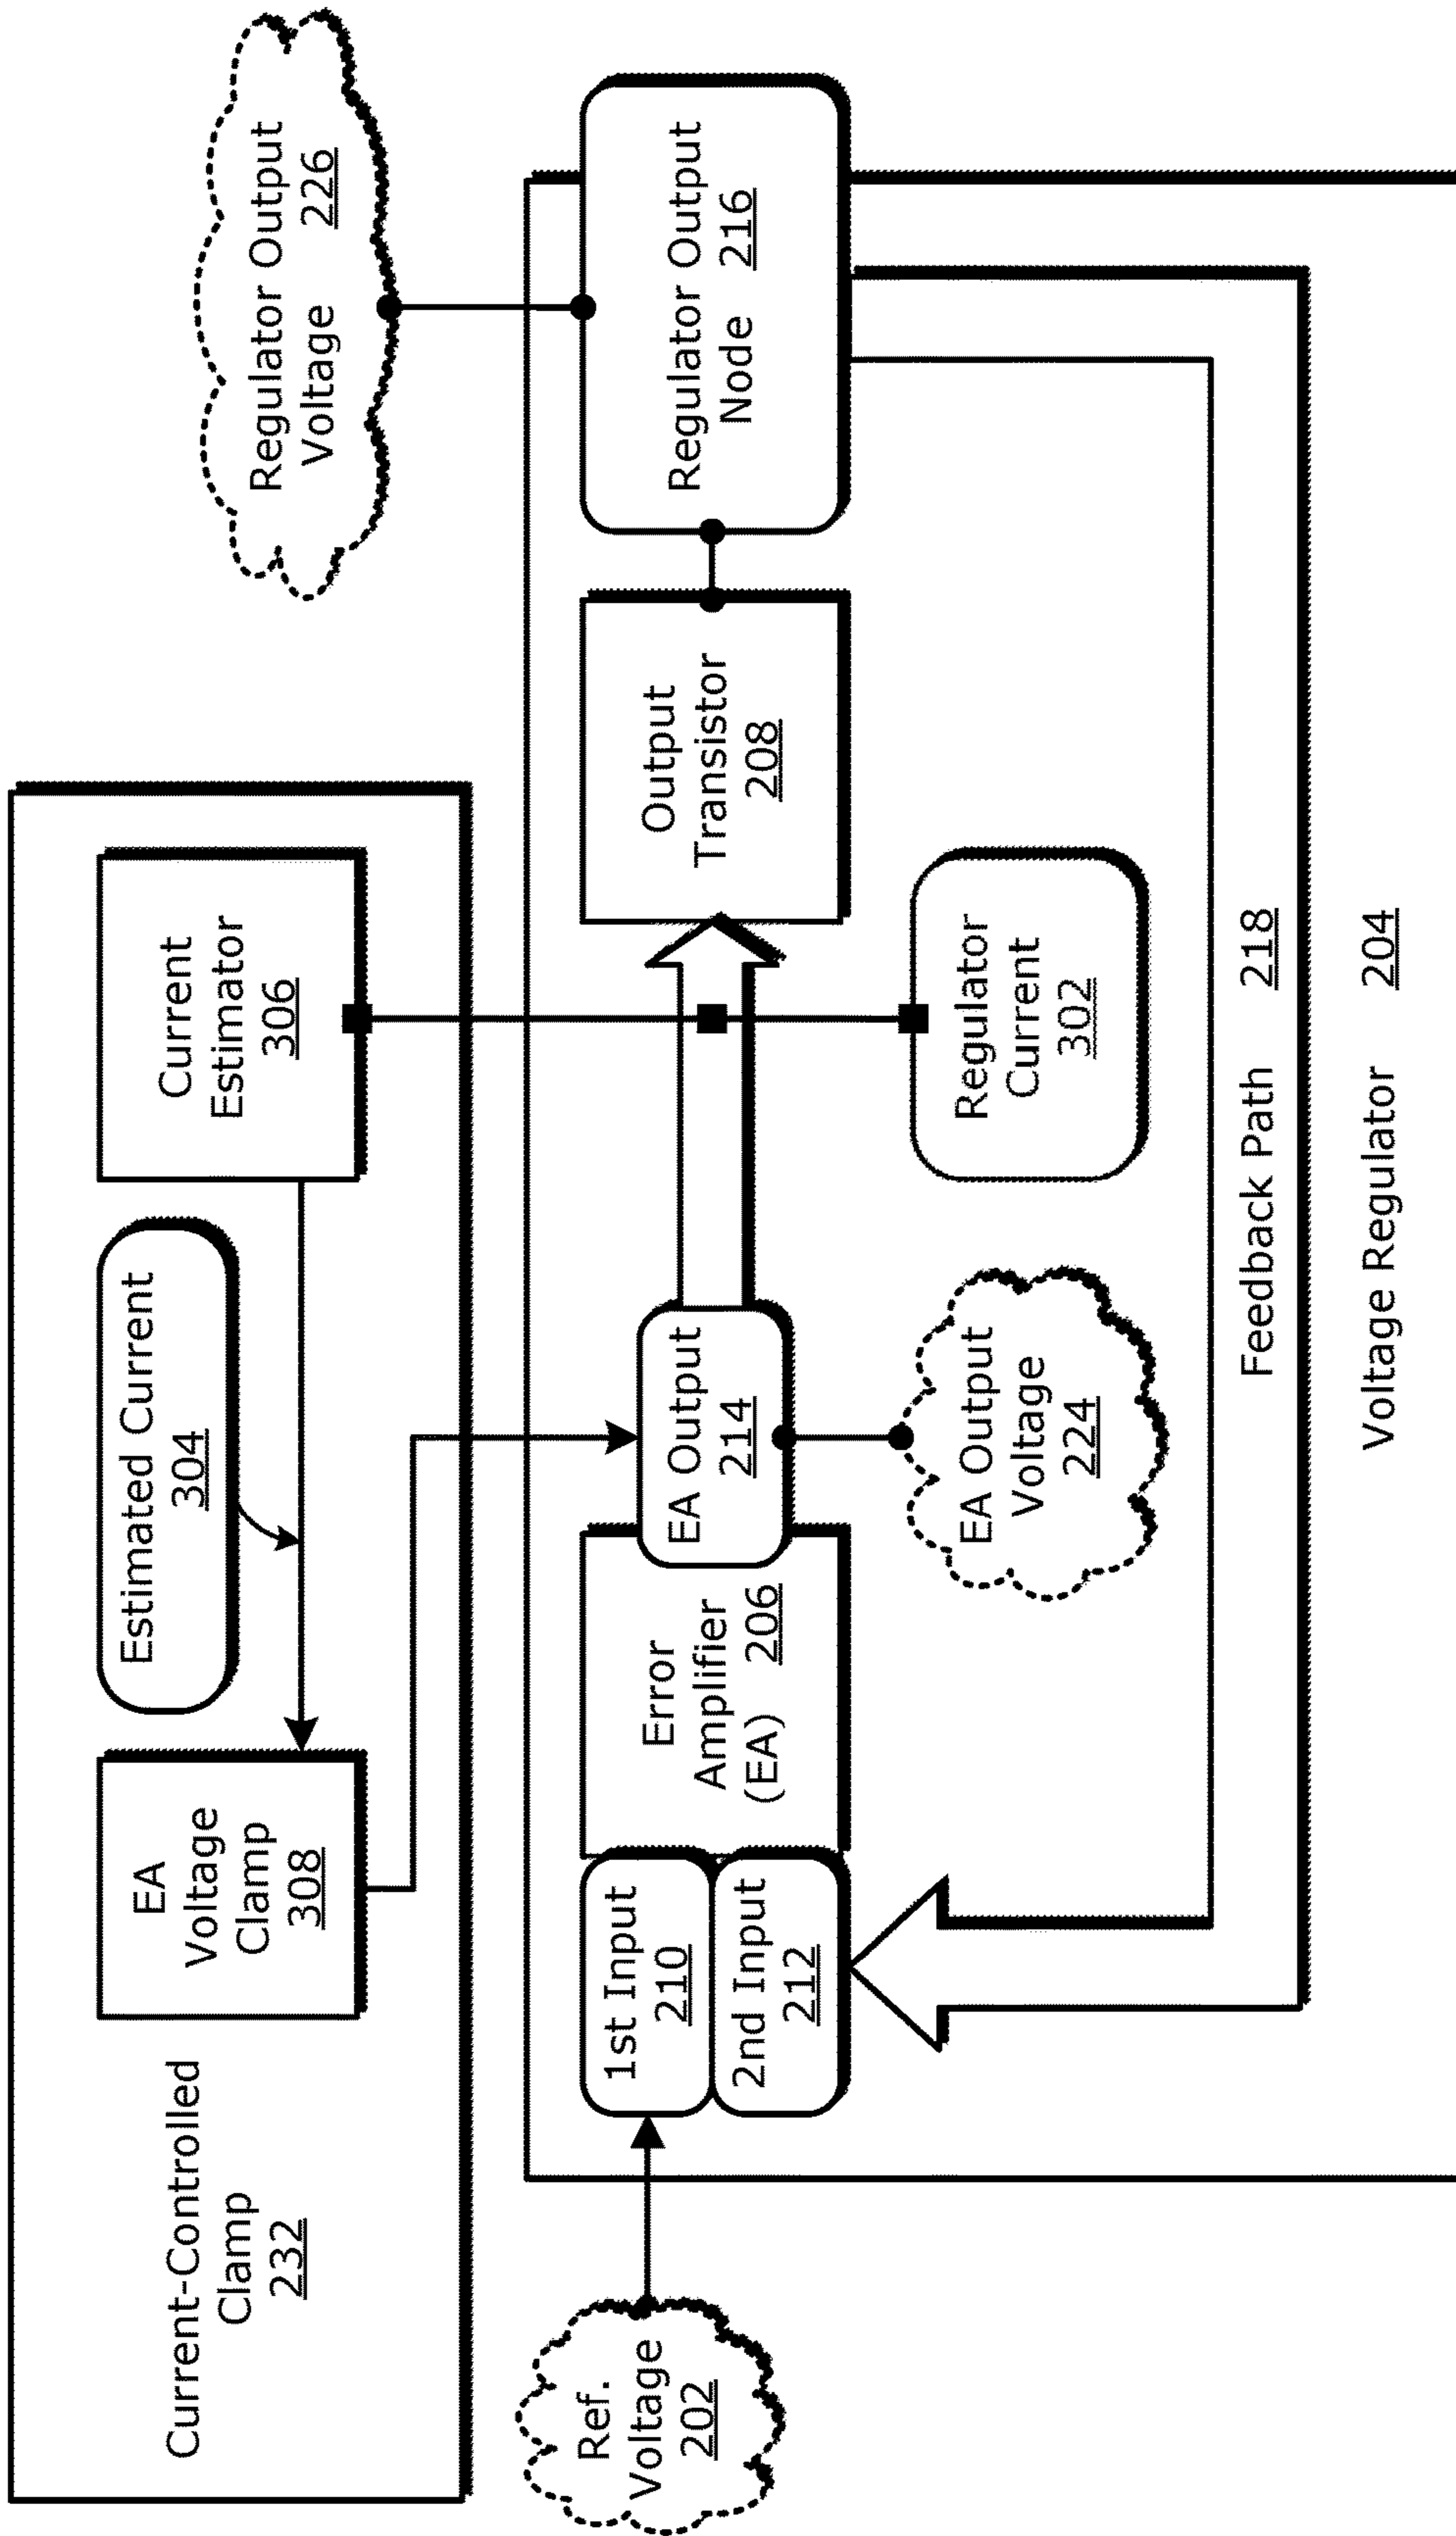 Current-Controlled
Clamp
232
EA
Voltage
Clamp
308
Estimated Current
304
Current
Estimator
306
Regulator Output
Voltage 226
Ref.
Voltage
202
1st Input
210
2nd Input
212
Error
Amplifier
(EA) 206
EA Output
214
Output
Transistor
208
Regulator Output
Node 216
EA Output
Voltage
224
Regulator
Current
302
Feedback Path 218
Voltage Regulator 204